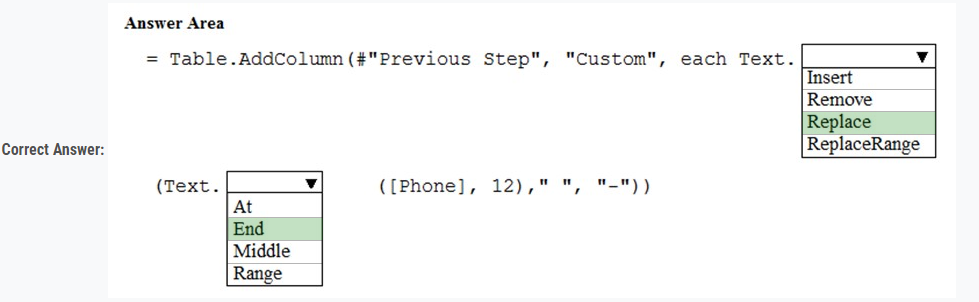 Answer Area
= Table.AddColumn(#"Previous Step", "Custom", each Text.
Insert
Remove
Replace
ReplaceRange
Correct Answer:
(Text. ([Phone], 12)," ", "-"))
At
End
Middle
Range